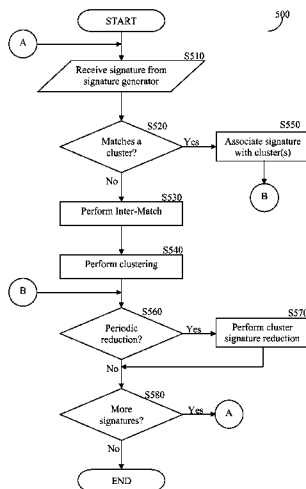 START
500
A
S510
Receive signature from
signature generator
S520
Matches a
cluster?
Yes
S550
Associate signature
with cluster(s)
No
B
S530
Perform Inter-Match
S540
Perform clustering
B
S560
Periodic
reduction?
Yes
S570
Perform cluster
signature reduction
No
S580
More
signatures?
Yes
A
No
END